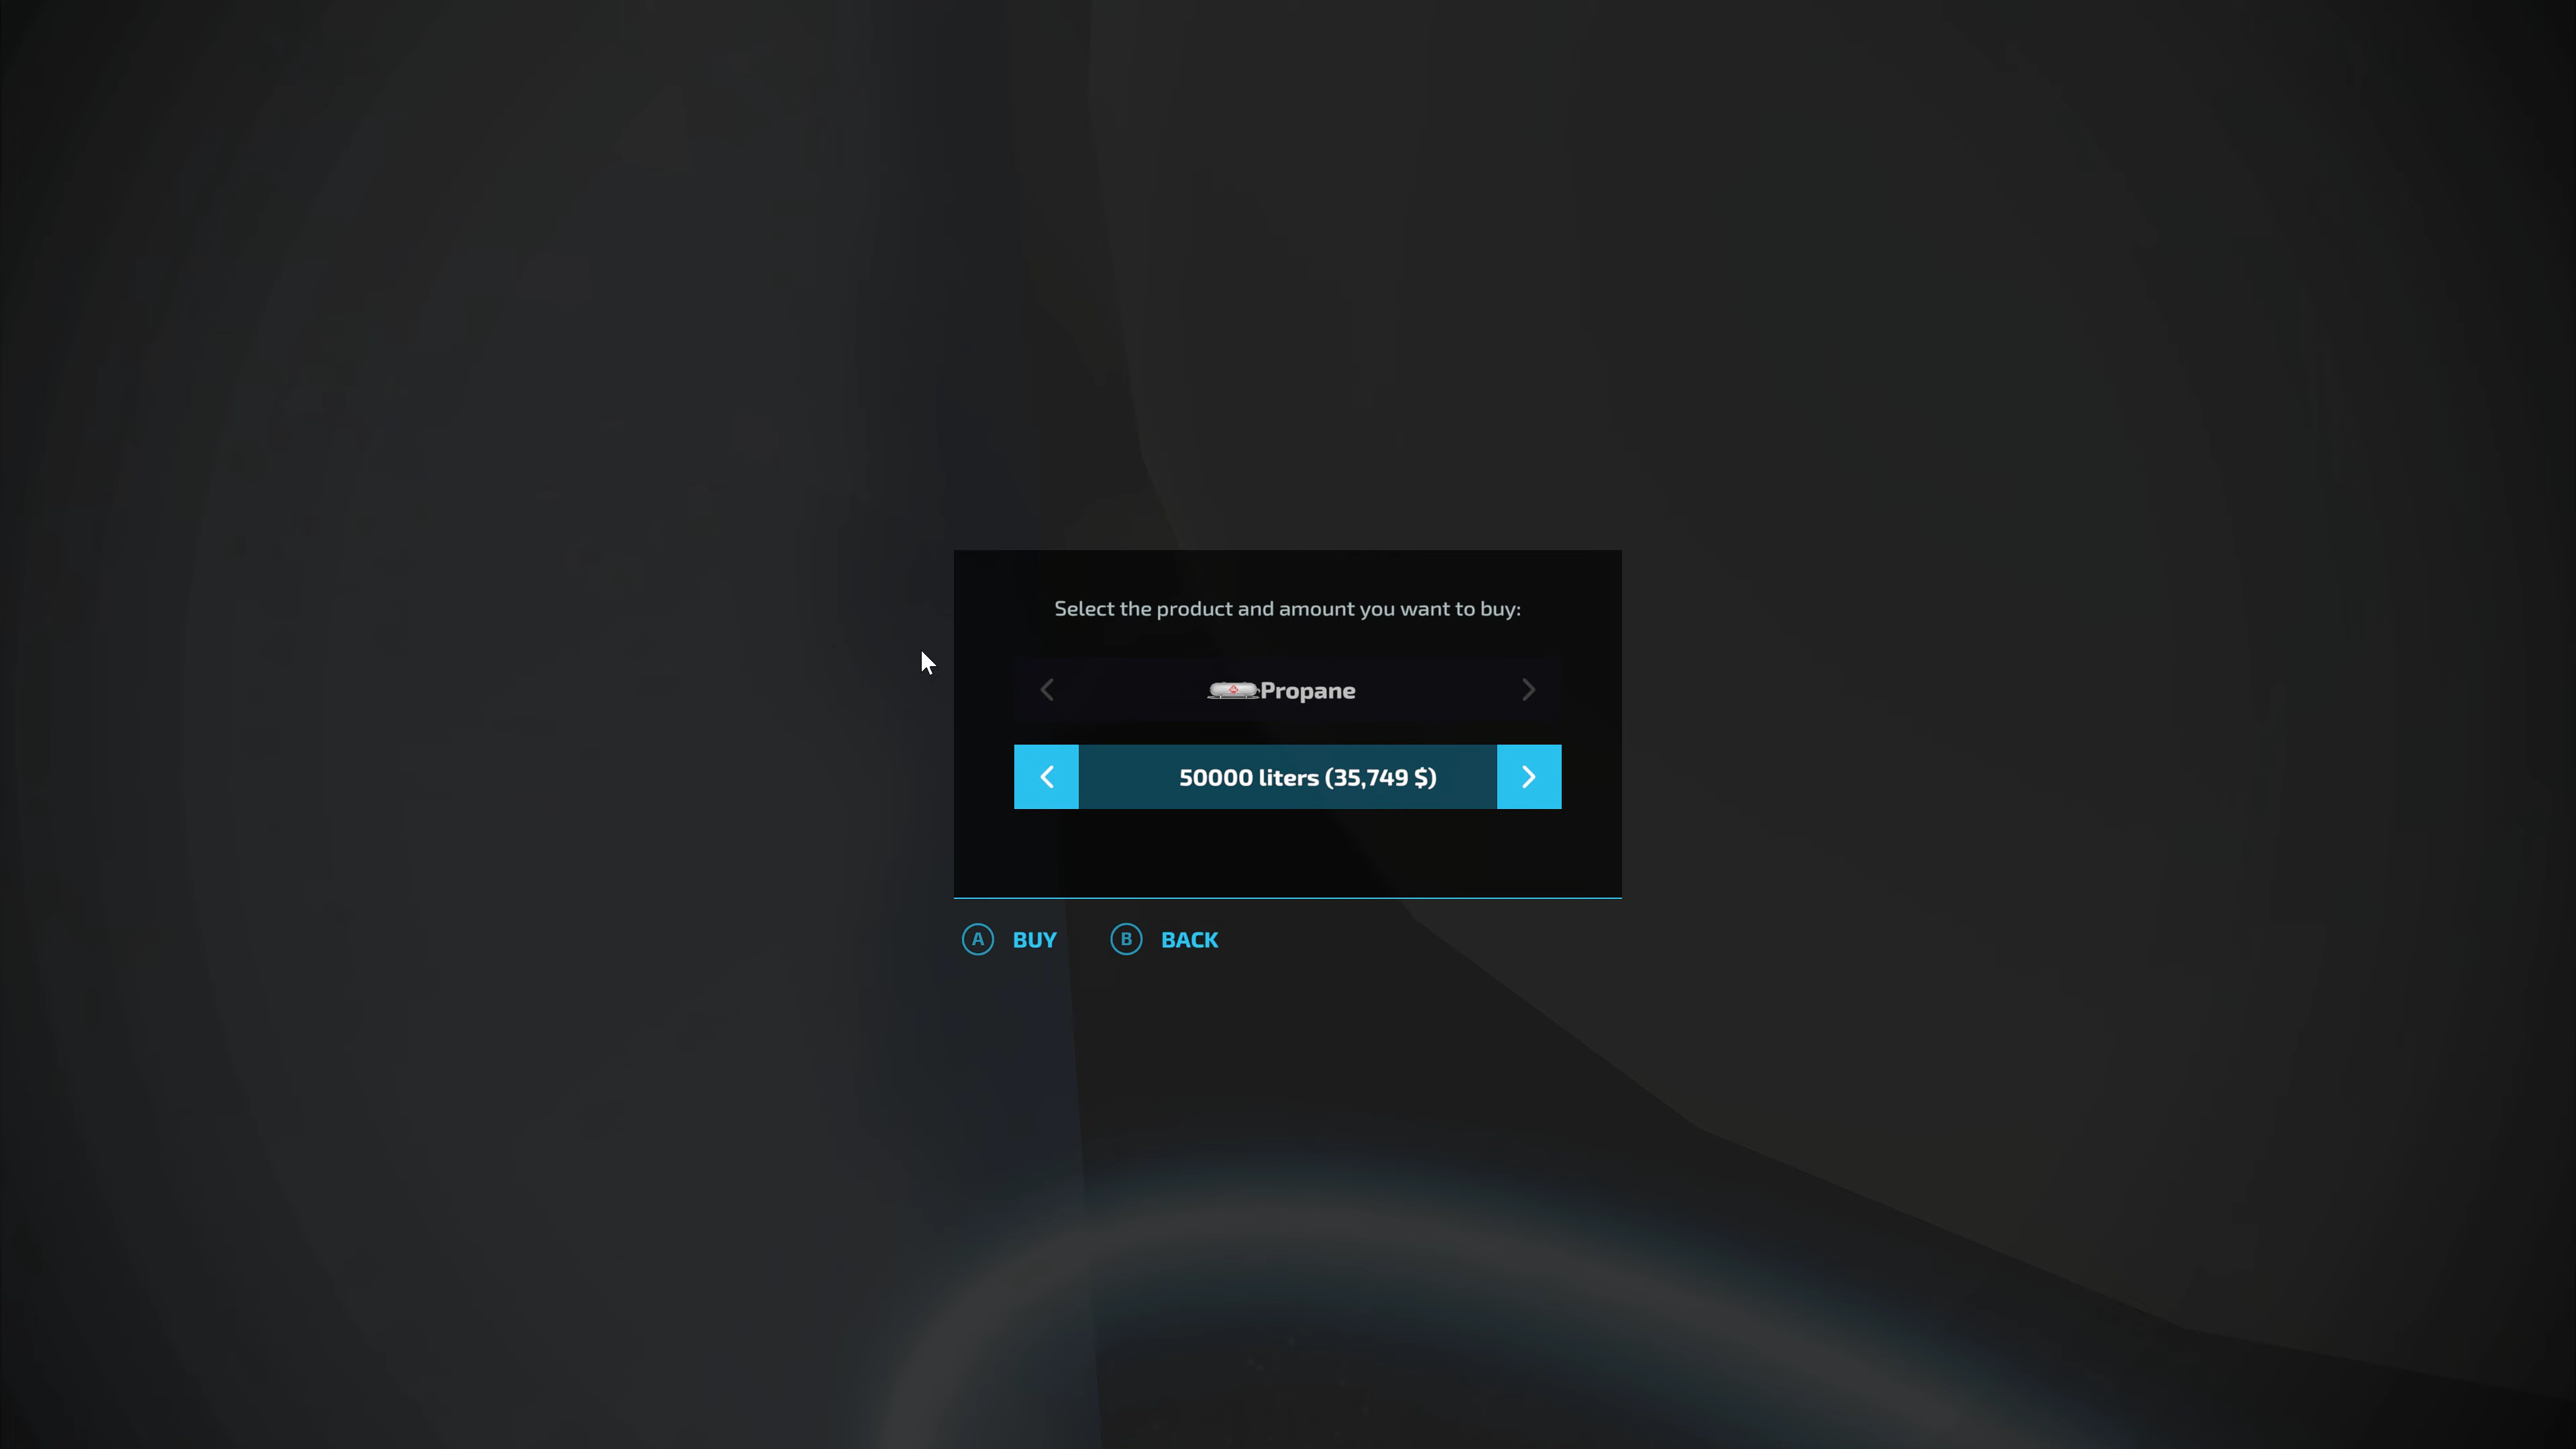 Select the product and amount you want to buy:
Propane
50000 liters (35,749 $)
A BUY B BACK